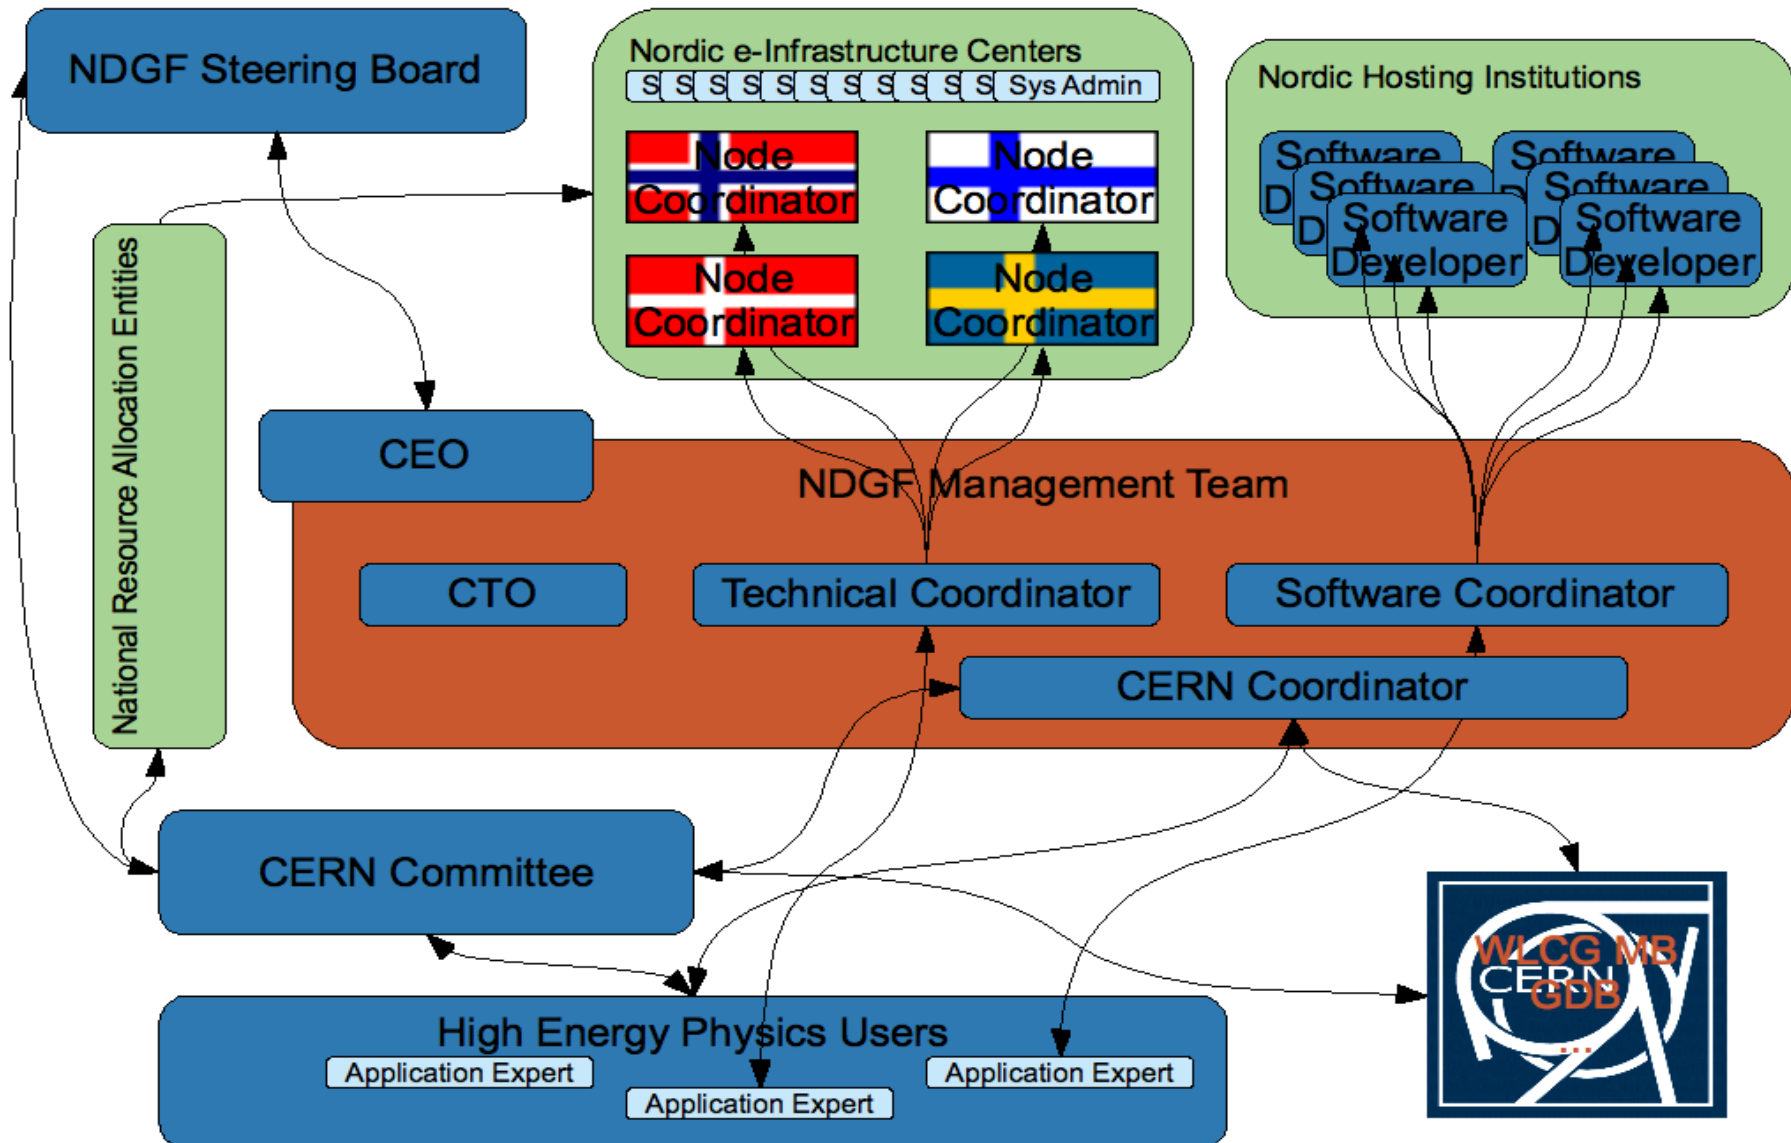 NDGF Steering Board
Nordic e-Infrastructure Centers
S S S S S S S S S S S Sys Admin
Node
Coordinator
Node
Coordinator
Node
Coordinator
Node
Coordinator
Nordic Hosting Institutions
Software
D
Software
D
Software
Developer
Software
D
Software
D
Software
Developer
National Resource Allocation Entities
CEO
NDGF Management Team
CTO
Technical Coordinator
Software Coordinator
CERN Coordinator
CERN Committee
High Energy Physics Users
Application Expert
Application Expert
Application Expert
WLCG MB
CERN
GDB
...